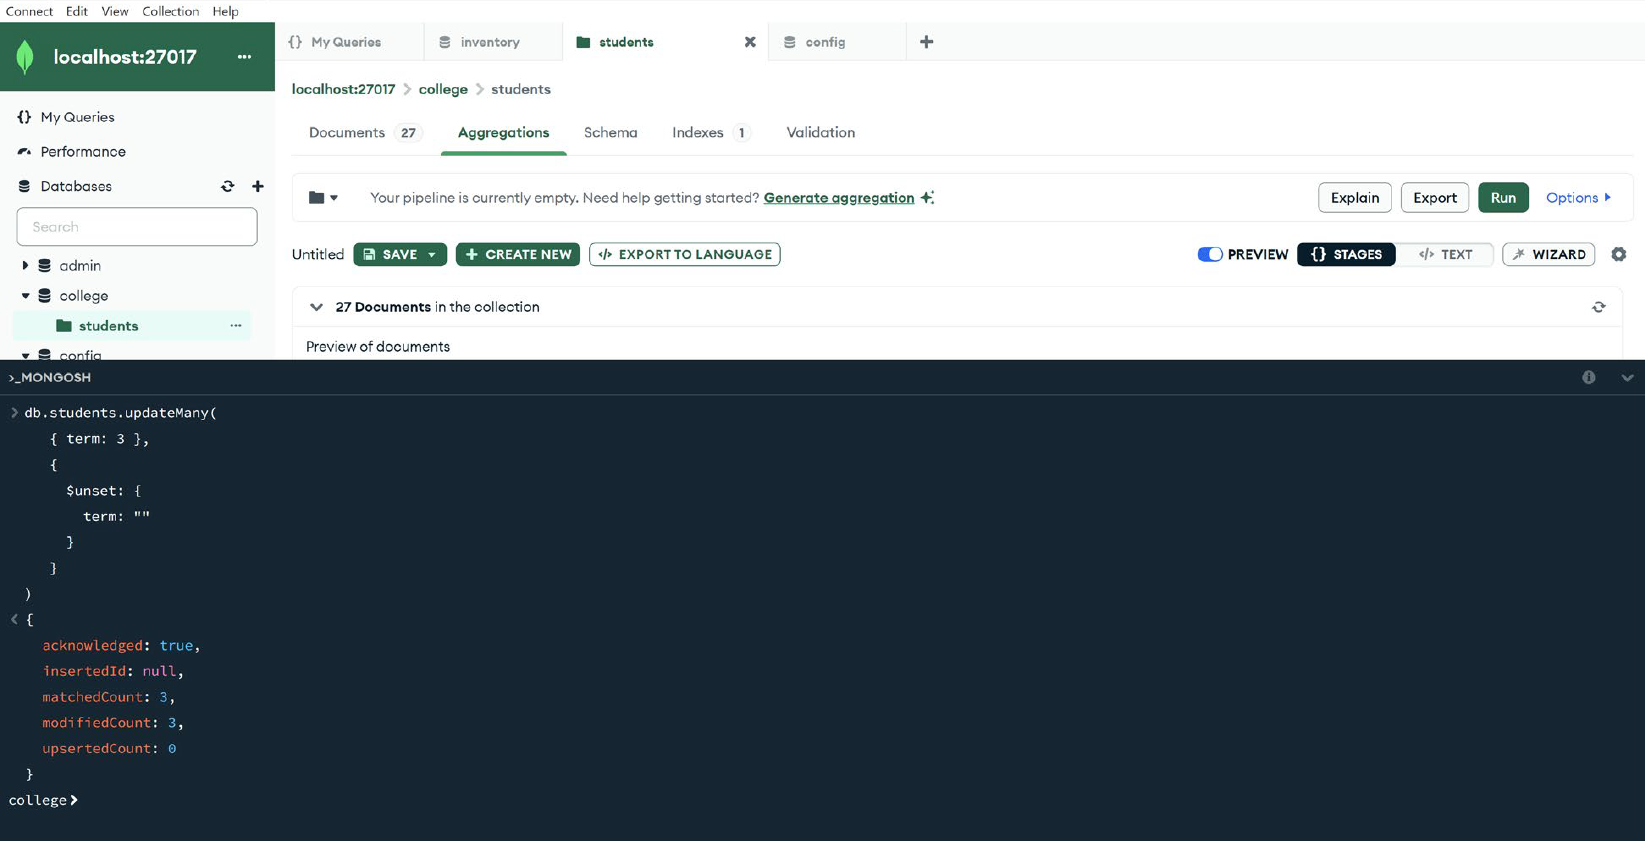 Connect Edit View Collection Help
localhost:27017 ...
{} My Queries inventory students config +
localhost:27017 > college > students
{} My Queries
Performance
Databases +
Search
admin
college
students ...
config
Documents 27 Aggregations Schema Indexes 1 Validation
Your pipeline is currently empty. Need help getting started? Generate aggregation Explain Export Run Options
Untitled SAVE + CREATE NEW </> EXPORT TO LANGUAGE PREVIEW {} STAGES </> TEXT WIZARD
27 Documents in the collection
Preview of documents
>_MONGOSH
> db.students.updateMany(
{ term: 3 },
{
$unset: {
term: ""
}
}
)
< {
acknowledged: true,
insertedId: null,
matchedCount: 3,
modifiedCount: 3,
upsertedCount: 0
}
college>